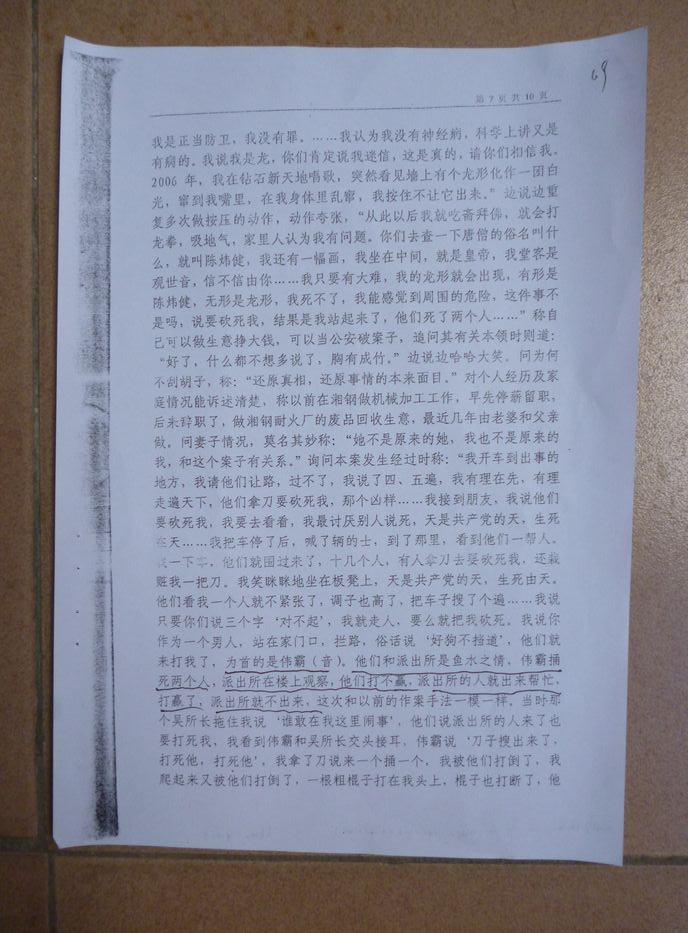 69
第 7 页 共 10 页
我是正当防卫，我没有罪。……我认为我没有神经病，科学上讲又是
有病的。我说我是龙，你们肯定说我迷信，这是真的，请你们相信我。
2006 年，我在钻石新天地唱歌，突然看见墙上有个龙形化作一团白
光，窜到我嘴里，在我身体里乱窜，我按住不让它出来。”边说边重
复多次做按压的动作，动作夸张，“从此以后我就吃斋拜佛，就会打
龙拳，吸地气，家里人认为我有问题。你们去查一下唐僧的俗名叫什
么，就叫陈炜健，我还有一幅画，我坐在中间，就是皇帝，我堂客是
观世音，信不信由你……我只要有大难，我的龙形就会出现，有形是
陈炜健，无形是龙形，我死不了，我能感觉到周围的危险，这件事不
是吗，说要砍死我，结果是我站起来了，他们死了两个人……”称自
己可以做生意挣大钱，可以当公安破案子，追问其有关本领时则道：
“好了，什么都不想多说了，胸有成竹。”边说边哈哈大笑。问为何
不刮胡子，称：“还原真相，还原事情的本来面目。”对个人经历及家
庭情况能诉述清楚，称以前在湘钢做机械加工工作，早先停薪留职，
后来辞职了，做湘钢耐火厂的废品回收生意，最近几年由老婆和父亲
做。问妻子情况，莫名其妙称：“她不是原来的她，我也不是原来的
我，和这个案子有关系。”询问本案发生经过时称：“我开车到出事的
地方，我请他们让路，过不了，我说了四、五遍，我有理在先，有理
走遍天下，他们拿刀要砍死我，那个凶样……我接到朋友，我说他们
要砍死我，我要去看看，我最讨厌别人说死，天是共产党的天，生死
在天……我把车停了后，喊了辆的士，到了那里，看到他们一帮人。
我一下车，他们就围过来了，十几个人，有人拿刀去要砍死我，还栽
赃我一把刀。我笑眯眯地坐在板凳上，天是共产党的天，生死由天。
他们看我一个人就不紧张了，调子也高了，把车子搜了个遍……我说
只要你们说三个字‘对不起’，我就走人，要么就把我砍死。我说你
作为一个男人，站在家门口，拦路，俗话说‘好狗不挡道’，他们就
来打我了，为首的是伟霸（音）。他们和派出所是鱼水之情，伟霸捅
死两个人，派出所在楼上观察，他们打不赢，派出所的人就出来帮忙，
打赢了，派出所就不出来，这次和以前的作案手法一模一样。当时那
个吴所长拖住我说‘谁敢在我这里闹事’，他们说派出所的人来了也
要打死我，我看到伟霸和吴所长交头接耳，伟霸说‘刀子搜出来了，
打死他，打死他’，我拿了刀说来一个捅一个，我被他们打倒了，我
爬起来又被他们打倒了，一根粗棍子打在我头上，棍子也打断了，他